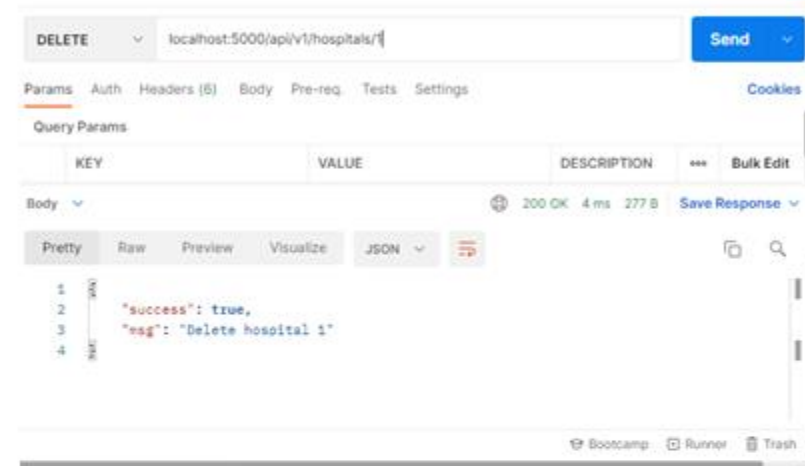 DELETE localhost:5000/api/v1/hospitals/1 Send
Params Auth Headers (6) Body Pre-req. Tests Settings Cookies
Query Params
KEY VALUE DESCRIPTION ••• Bulk Edit
Body 200 OK 4 ms 277 B Save Response
Pretty Raw Preview Visualize JSON
1 {
2 "success": true,
3 "msg": "Delete hospital 1"
4 }
Bootcamp Runner Trash